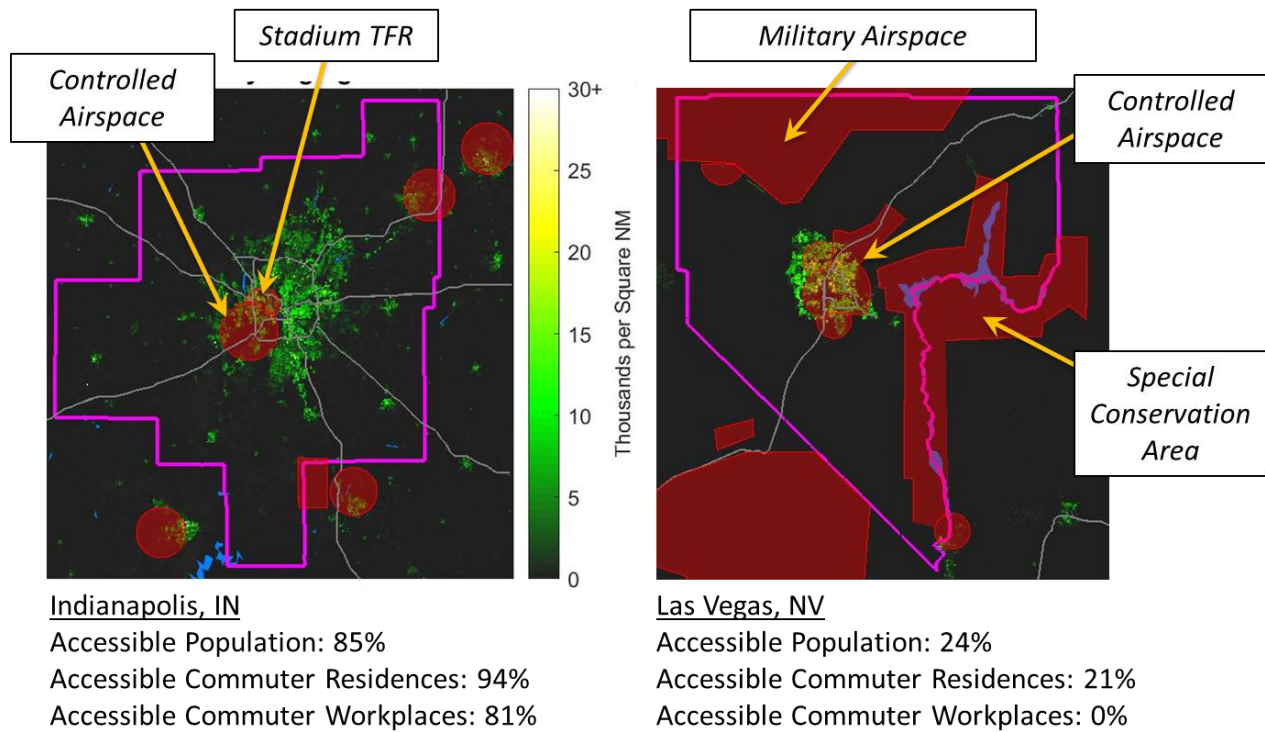 Stadium TFR
Controlled
Airspace
30+
25
20
15
10
5
0
Thousands per Square NM
Military Airspace
Controlled
Airspace
Special
Conservation
Area
Indianapolis, IN
Accessible Population: 85%
Accessible Commuter Residences: 94%
Accessible Commuter Workplaces: 81%
Las Vegas, NV
Accessible Population: 24%
Accessible Commuter Residences: 21%
Accessible Commuter Workplaces: 0%